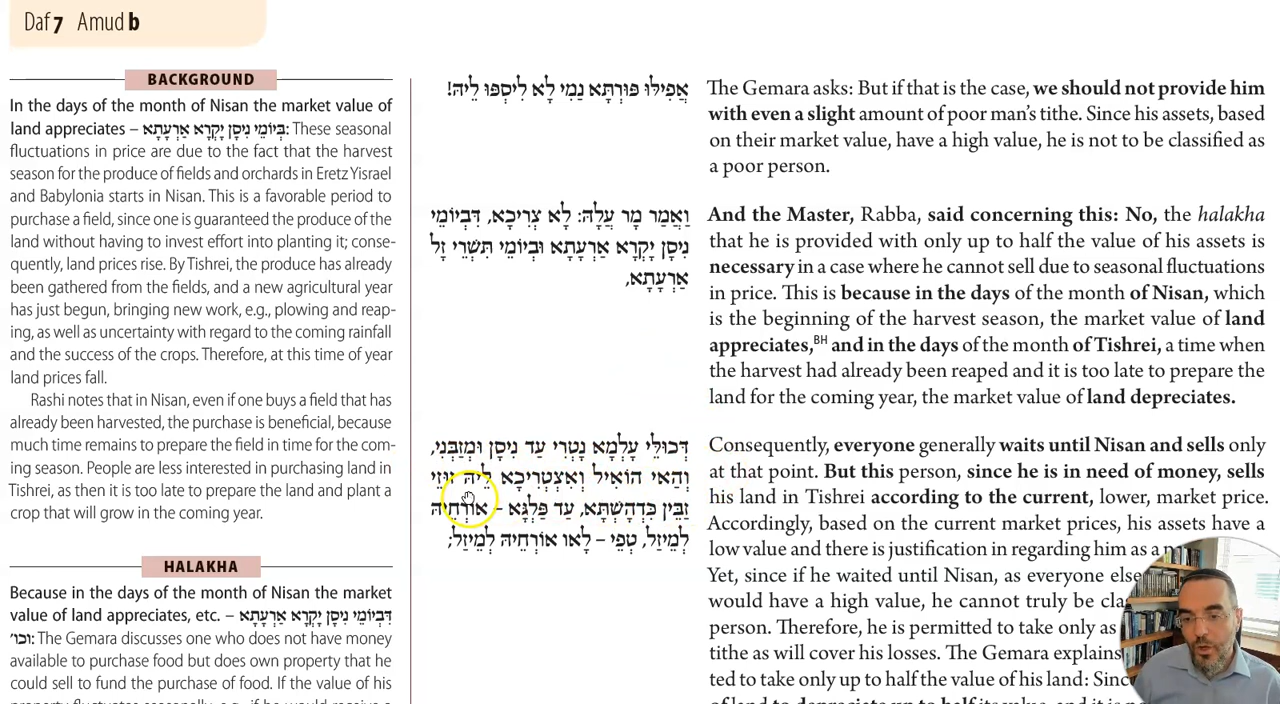 Daf 7 Amud b
BACKGROUND
In the days of the month of Nisan the market value of
land appreciates – בְּיוֹמֵי נִיסָן יָקְרָא אַרְעָתָא: These seasonal
fluctuations in price are due to the fact that the harvest
season for the produce of fields and orchards in Eretz Yisrael
and Babylonia starts in Nisan. This is a favorable period to
purchase a field, since one is guaranteed the produce of the
land without having to invest effort into planting it; conse-
quently, land prices rise. By Tishrei, the produce has already
been gathered from the fields, and a new agricultural year
has just begun, bringing new work, e.g., plowing and reap-
ing, as well as uncertainty with regard to the coming rainfall
and the success of the crops. Therefore, at this time of year
land prices fall.
Rashi notes that in Nisan, even if one buys a field that has
already been harvested, the purchase is beneficial, because
much time remains to prepare the field in time for the com-
ing season. People are less interested in purchasing land in
Tishrei, as then it is too late to prepare the land and plant a
crop that will grow in the coming year.
HALAKHA
Because in the days of the month of Nisan the market
value of land appreciates, etc. – דִּבְיוֹמֵי נִיסָן יָקְרָא אַרְעָתָא
וכו׳: The Gemara discusses one who does not have money
available to purchase food but does own property that he
could sell to fund the purchase of food. If the value of his
אֲפִילּוּ פּוּרְתָּא נַמִי לָא לִיסְפּוּ לֵיהּ!
וַאֲמַר מָר עֲלַהּ: לָא צְרִיכָא, דִּבְיוֹמֵי
נִיסָן יָקְרָא אַרְעָתָא וּבְיוֹמֵי תִּשְׁרֵי זָל
אַרְעָתָא,
דְּכוּלֵּי עָלְמָא נָטְרִי עַד נִיסָן וּמְזַבְּנִי,
וְהַאי הוֹאִיל וְאִצְטְרִיכָא לֵיהּ זוּזֵי
זַבֵּין כִּדְהָשְׁתָּא, עַד פַּלְגָּא – אוֹרְחֵיהּ
לְמֵיזַל, טְפֵי – לָאו אוֹרְחֵיהּ לְמֵיזַל;
The Gemara asks: But if that is the case, we should not provide him
with even a slight amount of poor man's tithe. Since his assets, based
on their market value, have a high value, he is not to be classified as
a poor person.
And the Master, Rabba, said concerning this: No, the halakha
that he is provided with only up to half the value of his assets is
necessary in a case where he cannot sell due to seasonal fluctuations
in price. This is because in the days of the month of Nisan, which
is the beginning of the harvest season, the market value of land
appreciates,BH and in the days of the month of Tishrei, a time when
the harvest had already been reaped and it is too late to prepare the
land for the coming year, the market value of land depreciates.
Consequently, everyone generally waits until Nisan and sells only
at that point. But this person, since he is in need of money, sells
his land in Tishrei according to the current, lower, market price.
Accordingly, based on the current market prices, his assets have a
low value and there is justification in regarding him as a
Yet, since if he waited until Nisan, as everyone else
would have a high value, he cannot truly be
person. Therefore, he is permitted to take only as
tithe as will cover his losses. The Gemara explains
ted to take only up to half the value of his land:
of land to depreciate up to half its value, and it is